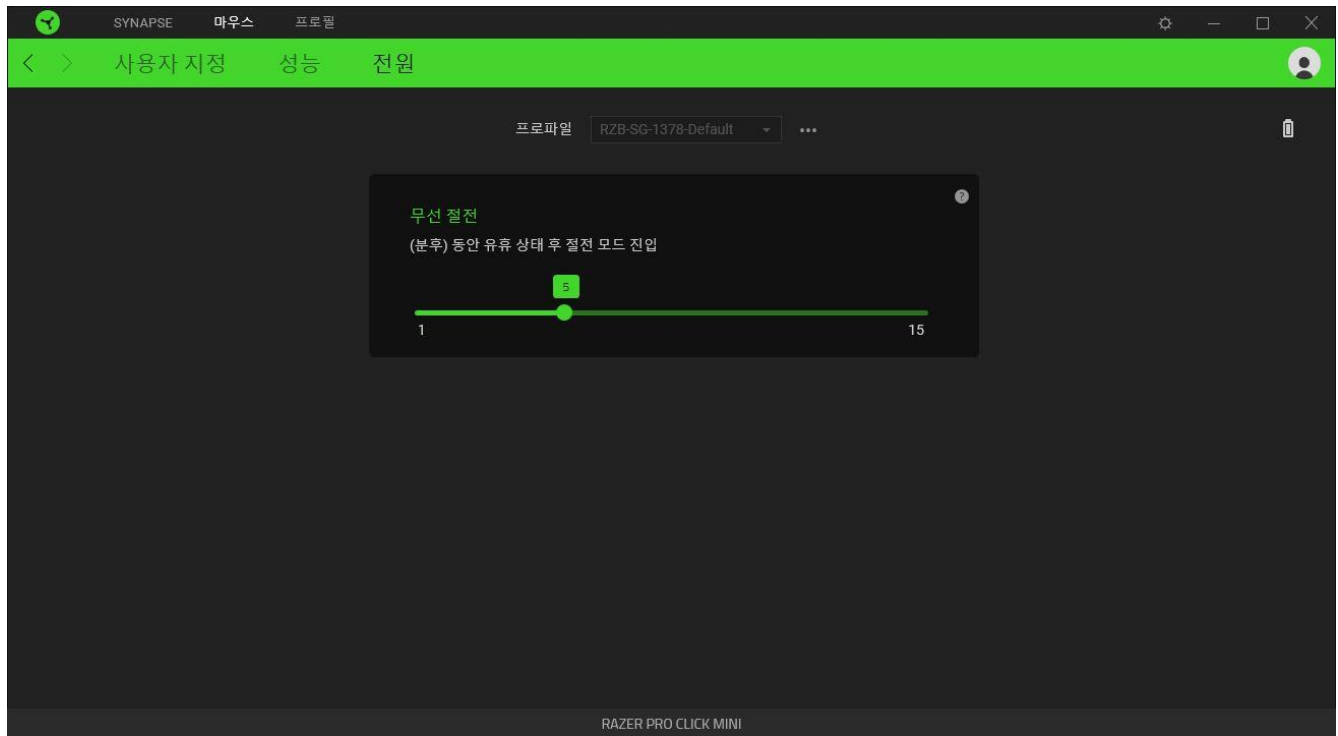 SYNAPSE 마우스 프로필
사용자 지정 성능 전원
프로파일 RZB-SG-1378-Default
무선 절전
(분후) 동안 유휴 상태 후 절전 모드 진입
5
1 15
RAZER PRO CLICK MINI